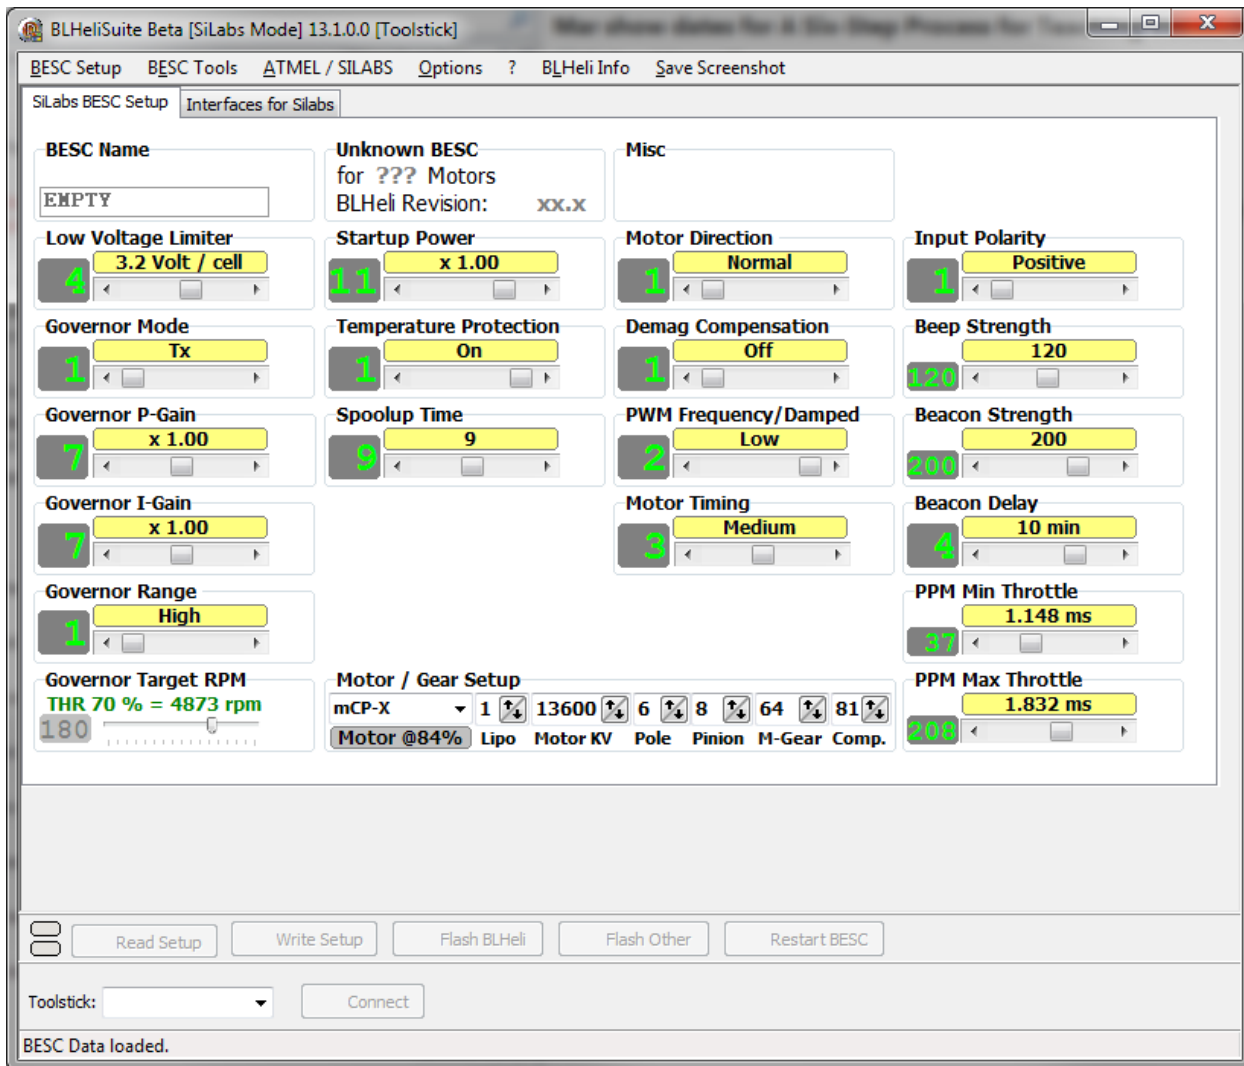 BLHeliSuite Beta [SiLabs Mode] 13.1.0.0 [Toolstick]
BESC Setup BESC Tools ATMEL / SILABS Options ? BLHeli Info Save Screenshot
SiLabs BESC Setup Interfaces for Silabs
BESC Name Unknown BESC Misc
for ??? Motors
EMPTY BLHeli Revision: xx.x
Low Voltage Limiter Startup Power Motor Direction Input Polarity
4 3.2 Volt / cell 11 x 1.00 1 Normal 1 Positive
Governor Mode Temperature Protection Demag Compensation Beep Strength
1 Tx 1 On 1 Off 120 120
Governor P-Gain Spoolup Time PWM Frequency/Damped Beacon Strength
7 x 1.00 9 9 2 Low 200 200
Governor I-Gain Motor Timing Beacon Delay
7 x 1.00 3 Medium 4 10 min
Governor Range PPM Min Throttle
1 High 37 1.148 ms
Governor Target RPM Motor / Gear Setup PPM Max Throttle
THR 70 % = 4873 rpm mCP-X 1 13600 6 8 64 81 1.832 ms
180 Motor @84% Lipo Motor KV Pole Pinion M-Gear Comp. 208
Read Setup Write Setup Flash BLHeli Flash Other Restart BESC
Toolstick: Connect
BESC Data loaded.